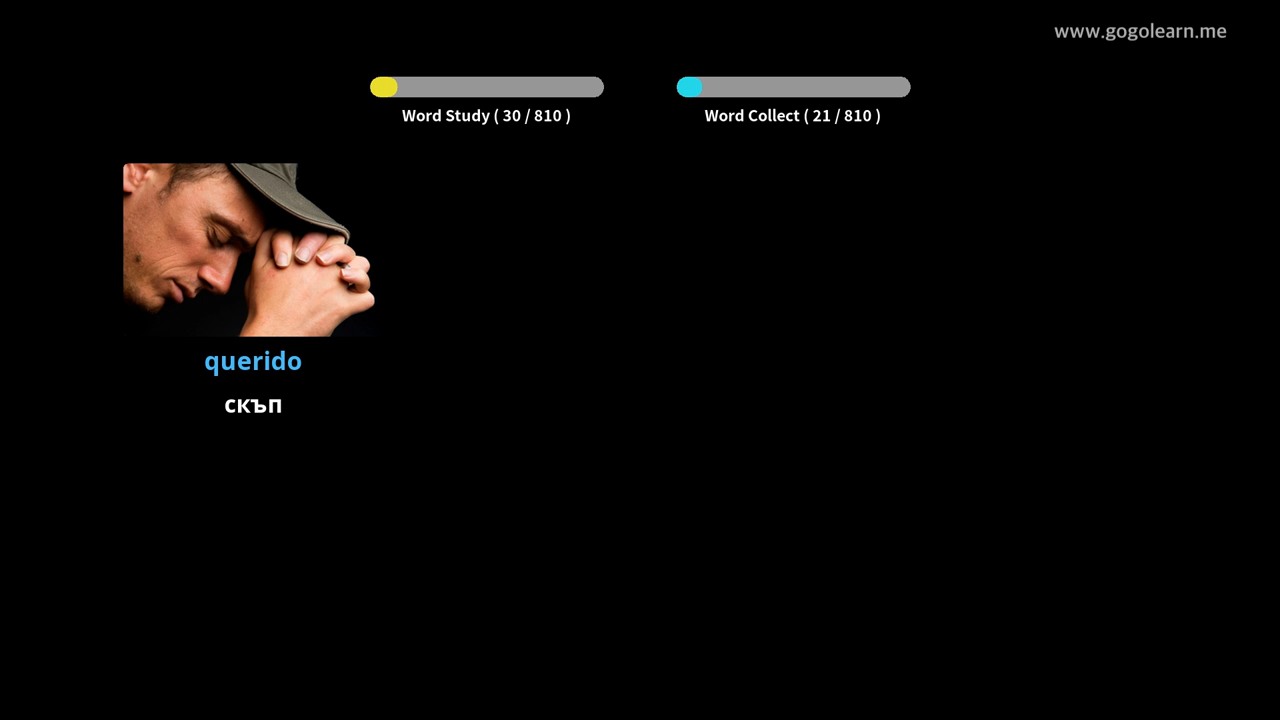 www.gogolearn.me
Word Study ( 30 / 810 )
Word Collect ( 21 / 810 )
querido
скъп